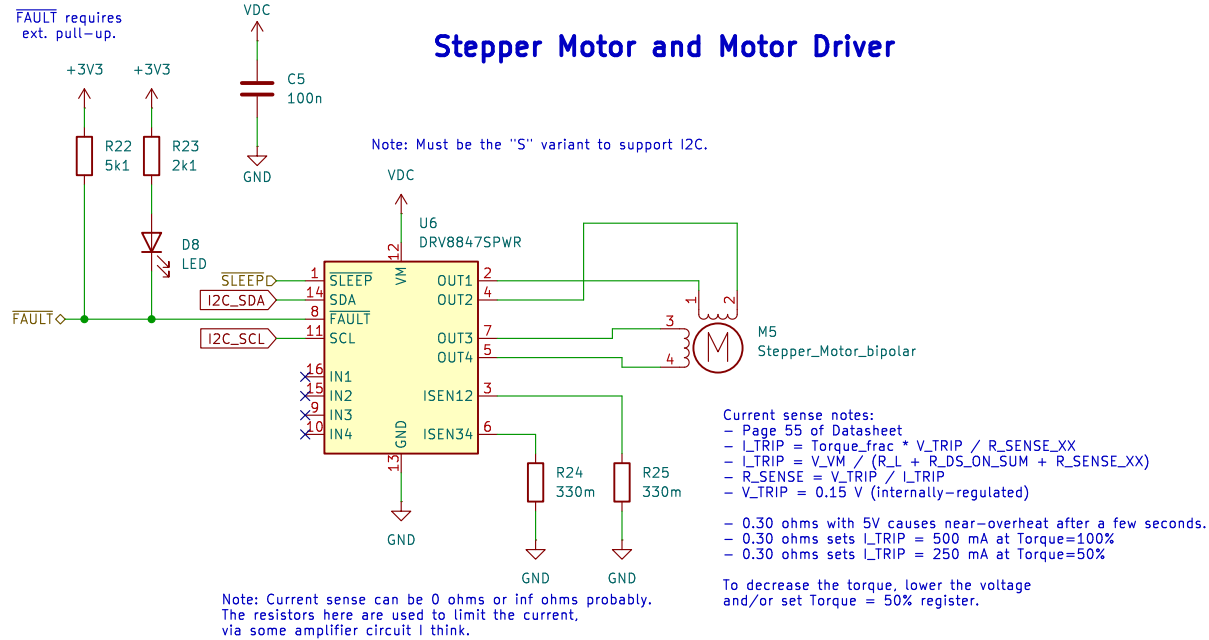 FAULT requires
ext. pull-up.
VDC
Stepper Motor and Motor Driver
+3V3
+3V3
C5
100n
R22
5k1
R23
2k1
GND
Note: Must be the "S" variant to support I2C.
VDC
U6
DRV8847SPWR
D8
LED
12
VM
SLEEP
1
SLEEP
OUT1
2
I2C_SDA
14
SDA
OUT2
4
1
2
FAULT
8
FAULT
3
I2C_SCL
11
SCL
OUT3
7
M
M5
Stepper_Motor_bipolar
OUT4
5
4
16
IN1
15
IN2
ISEN12
3
9
IN3
10
IN4
ISEN34
6
GND
13
R24
330m
R25
330m
GND
GND
GND
Current sense notes:
- Page 55 of Datasheet
- I_TRIP = Torque_frac * V_TRIP / R_SENSE_XX
- I_TRIP = V_VM / (R_L + R_DS_ON_SUM + R_SENSE_XX)
- R_SENSE = V_TRIP / I_TRIP
- V_TRIP = 0.15 V (internally-regulated)
- 0.30 ohms with 5V causes near-overheat after a few seconds.
- 0.30 ohms sets I_TRIP = 500 mA at Torque=100%
- 0.30 ohms sets I_TRIP = 250 mA at Torque=50%
To decrease the torque, lower the voltage
and/or set Torque = 50% register.
Note: Current sense can be 0 ohms or inf ohms probably.
The resistors here are used to limit the current,
via some amplifier circuit I think.